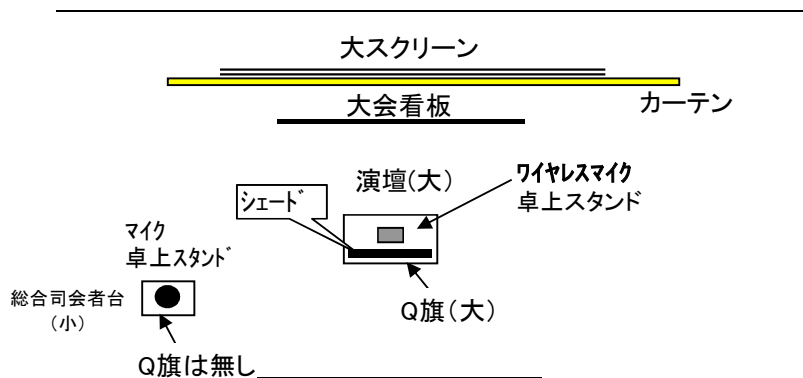 大スクリーン
カーテン
大会看板
演壇(大)
ワイヤレスマイク
卓上スタンド
シェード
マイク
卓上スタンド
総合司会者台
（小）
Q旗（大）
Q旗は無し